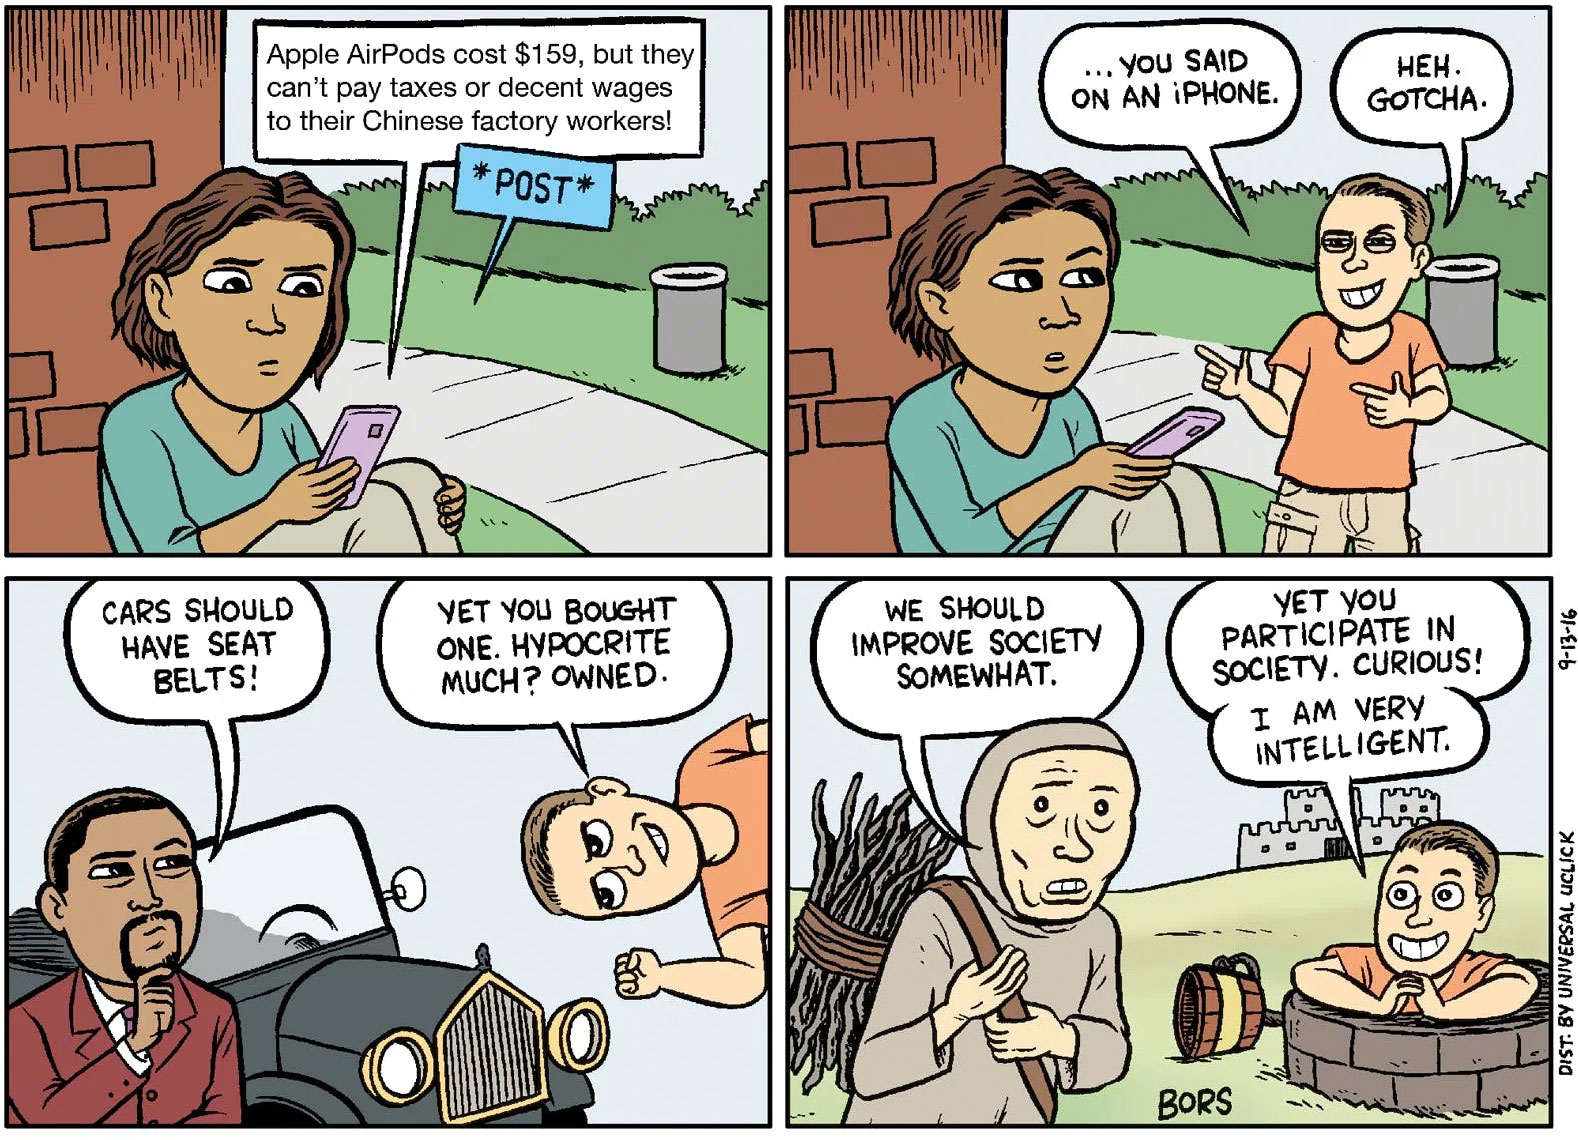 Apple AirPods cost $159, but they
can't pay taxes or decent wages
to their Chinese factory workers!
*POST*
...YOU SAID
ON AN iPHONE.
HEH.
GOTCHA.
CARS SHOULD
HAVE SEAT
BELTS!
YET YOU BOUGHT
ONE. HYPOCRITE
MUCH? OWNED.
WE SHOULD
IMPROVE SOCIETY
SOMEWHAT.
YET YOU
PARTICIPATE IN
SOCIETY. CURIOUS!
I AM VERY
INTELLIGENT.
BORS
9-13-16
DIST: BY UNIVERSAL UCLICK